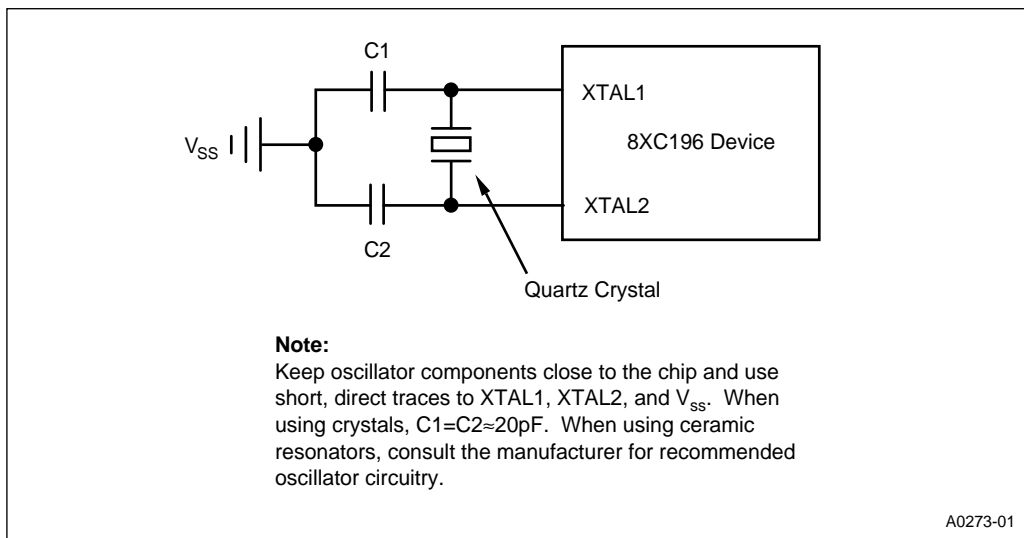 C1
XTAL1
V_SS
8XC196 Device
XTAL2
C2
Quartz Crystal
Note:
Keep oscillator components close to the chip and use
short, direct traces to XTAL1, XTAL2, and V_ss.  When
using crystals, C1=C2≈20pF.  When using ceramic
resonators, consult the manufacturer for recommended
oscillator circuitry.
A0273-01